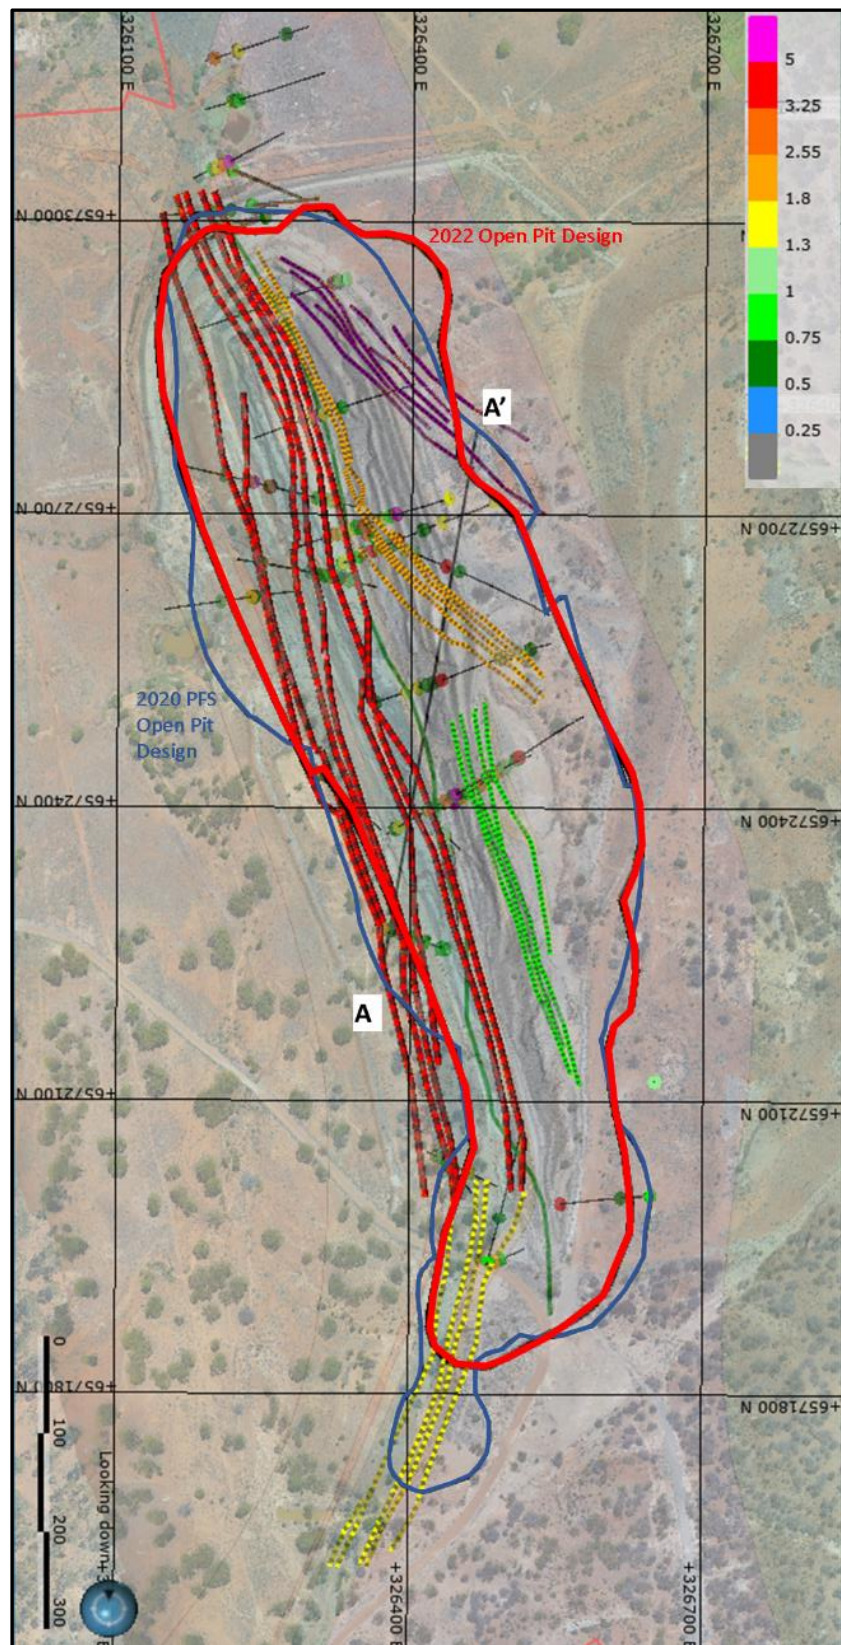 326100 E
326400 E
326700 E
5
3.25
2.55
1.8
1.3
1
0.75
0.5
0.25
+6573000 N
N
2022 Open Pit Design
A’
+6572700 N
+6572700 N
2020 PFS
Open Pit
Design
+6572400 N
+6572400 N
A
+6572100 N
+6572100 N
+6571800 N
+6571800 N
0
100
200
300
Looking down
+326400 E
+326700 E